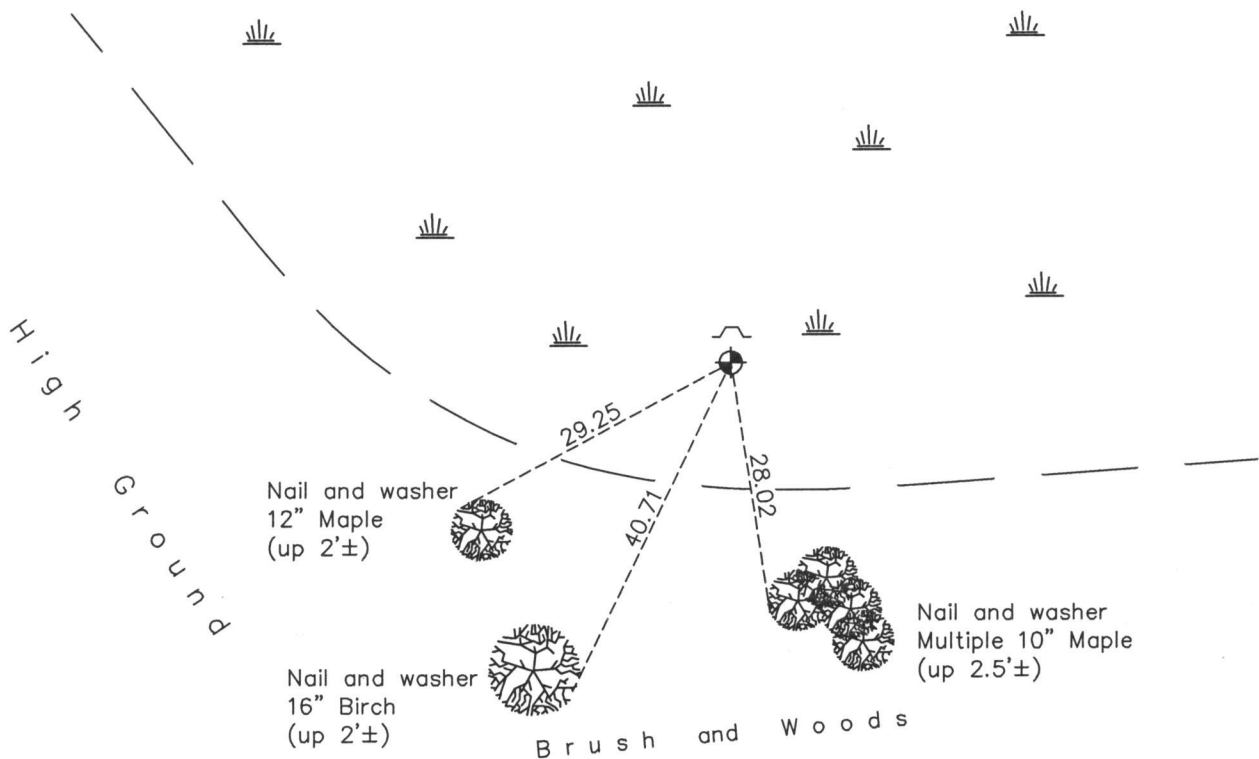 High Ground
29.25
40.71
28.02
Nail and washer
12” Maple
(up 2'±)
Nail and washer
16” Birch
(up 2'±)
Nail and washer
Multiple 10” Maple
(up 2.5'±)
Brush and Woods